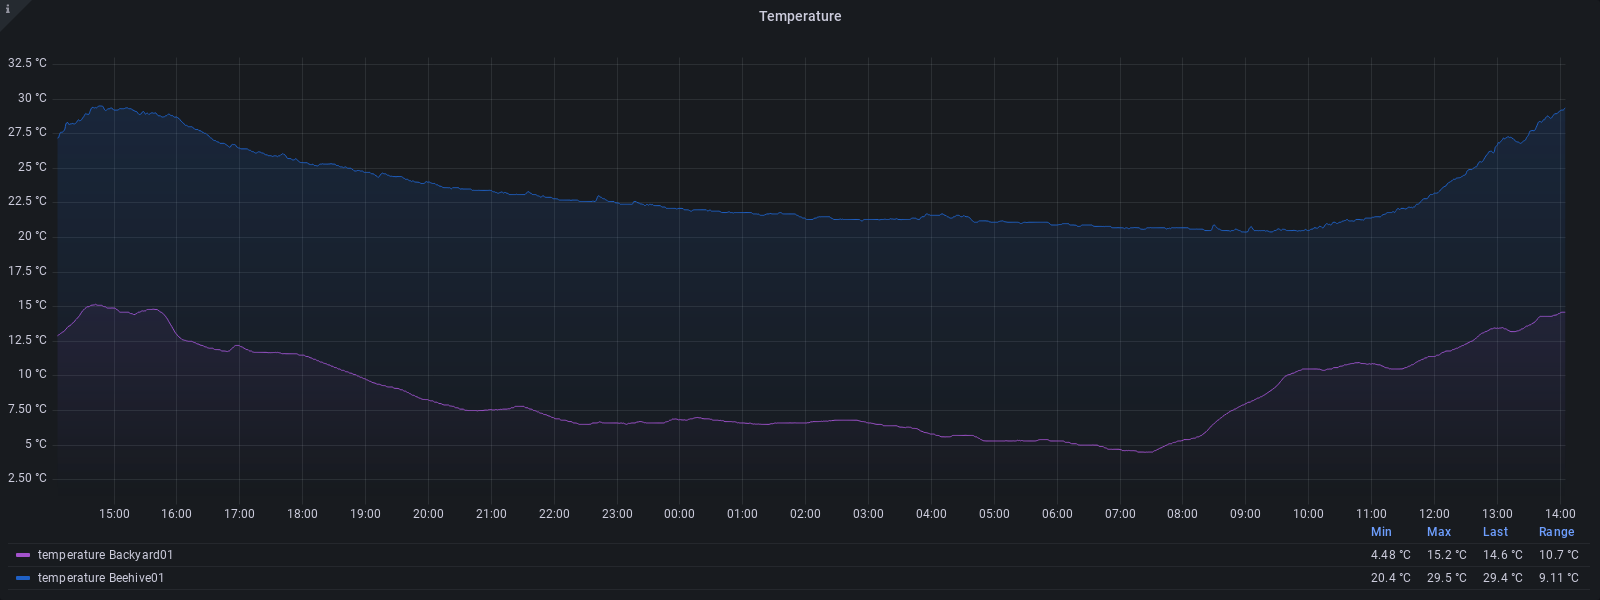 i
Temperature
32.5 °C
30 °C
27.5 °C
25 °C
22.5 °C
20 °C
17.5 °C
15 °C
12.5 °C
10 °C
7.50 °C
5 °C
2.50 °C
15:00 16:00 17:00 18:00 19:00 20:00 21:00 22:00 23:00 00:00 01:00 02:00 03:00 04:00 05:00 06:00 07:00 08:00 09:00 10:00 11:00 12:00 13:00 14:00
Min Max Last Range
temperature Backyard01 4.48 °C 15.2 °C 14.6 °C 10.7 °C
temperature Beehive01 20.4 °C 29.5 °C 29.4 °C 9.11 °C